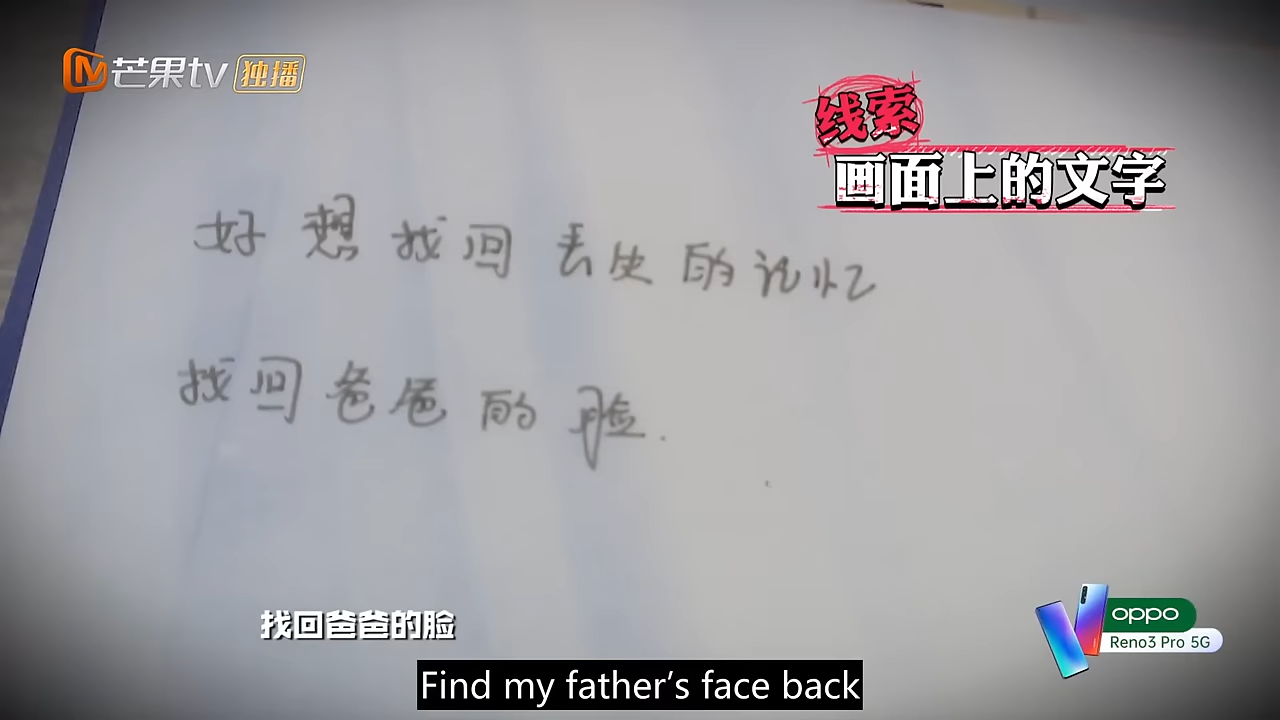 芒果tv 独播
线索
画面上的文字
好想找回丢失的记忆
找回爸爸的脸.
找回爸爸的脸
oppo
Reno3 Pro 5G
Find my father's face back